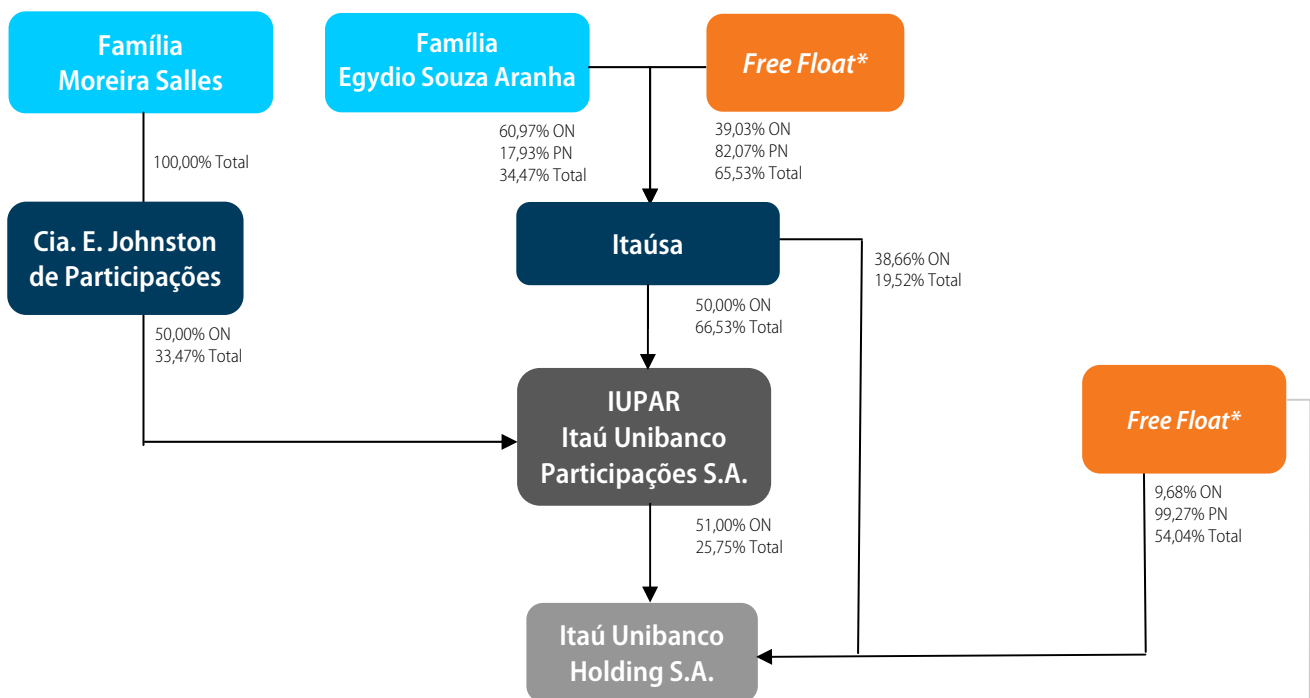 Família
Moreira Salles
Família
Egydio Souza Aranha
Free Float*
100,00% Total
60,97% ON
17,93% PN
34,47% Total
39,03% ON
82,07% PN
65,53% Total
Cia. E. Johnston
de Participações
Itaúsa
38,66% ON
19,52% Total
50,00% ON
33,47% Total
50,00% ON
66,53% Total
IUPAR
Itaú Unibanco
Participações S.A.
Free Float*
51,00% ON
25,75% Total
9,68% ON
99,27% PN
54,04% Total
Itaú Unibanco
Holding S.A.